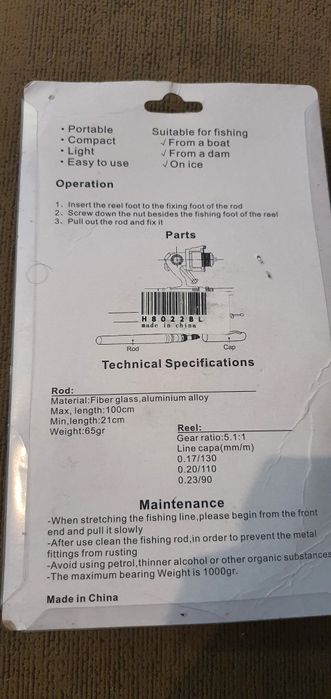 • Portable
• Compact
• Light
• Easy to use
Suitable for fishing
√ From a boat
√ From a dam
√ On ice
Operation
1、Insert the reel foot to the fixing foot of the rod
2、Screw down the nut besides the fishing foot of the reel
3、Pull out the rod and fix it
Parts
H8022BL
made in china
Rod
Cap
Technical Specifications
Rod:
Material:Fiber glass,aluminium alloy
Max, length:100cm
Min,length:21cm
Weight:65gr
Reel:
Gear ratio:5.1:1
Line capa(mm/m)
0.17/130
0.20/110
0.23/90
Maintenance
-When stretching the fishing line,please begin from the front
end and pull it slowly
-After use clean the fishing rod,in order to prevent the metal
fittings from rusting
-Avoid using petrol,thinner alcohol or other organic substances
-The maximum bearing Weight is 1000gr.
Made in China